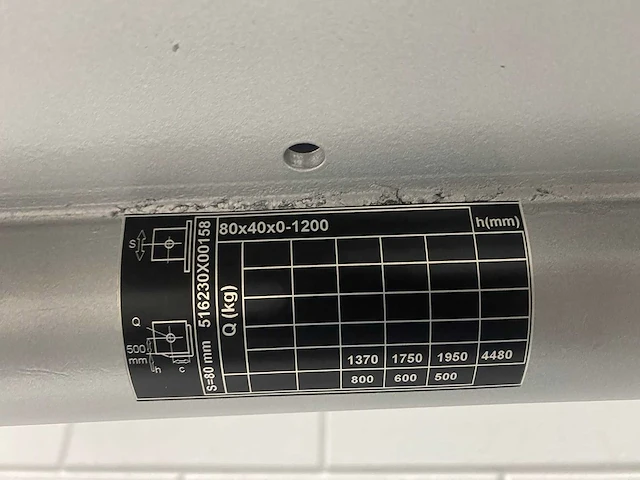 S
Q
500
mm
h
c
S=80 mm 516230X00158
80x40x0-1200
h(mm)
Q (kg)
1370 1750 1950 4480
800 600 500